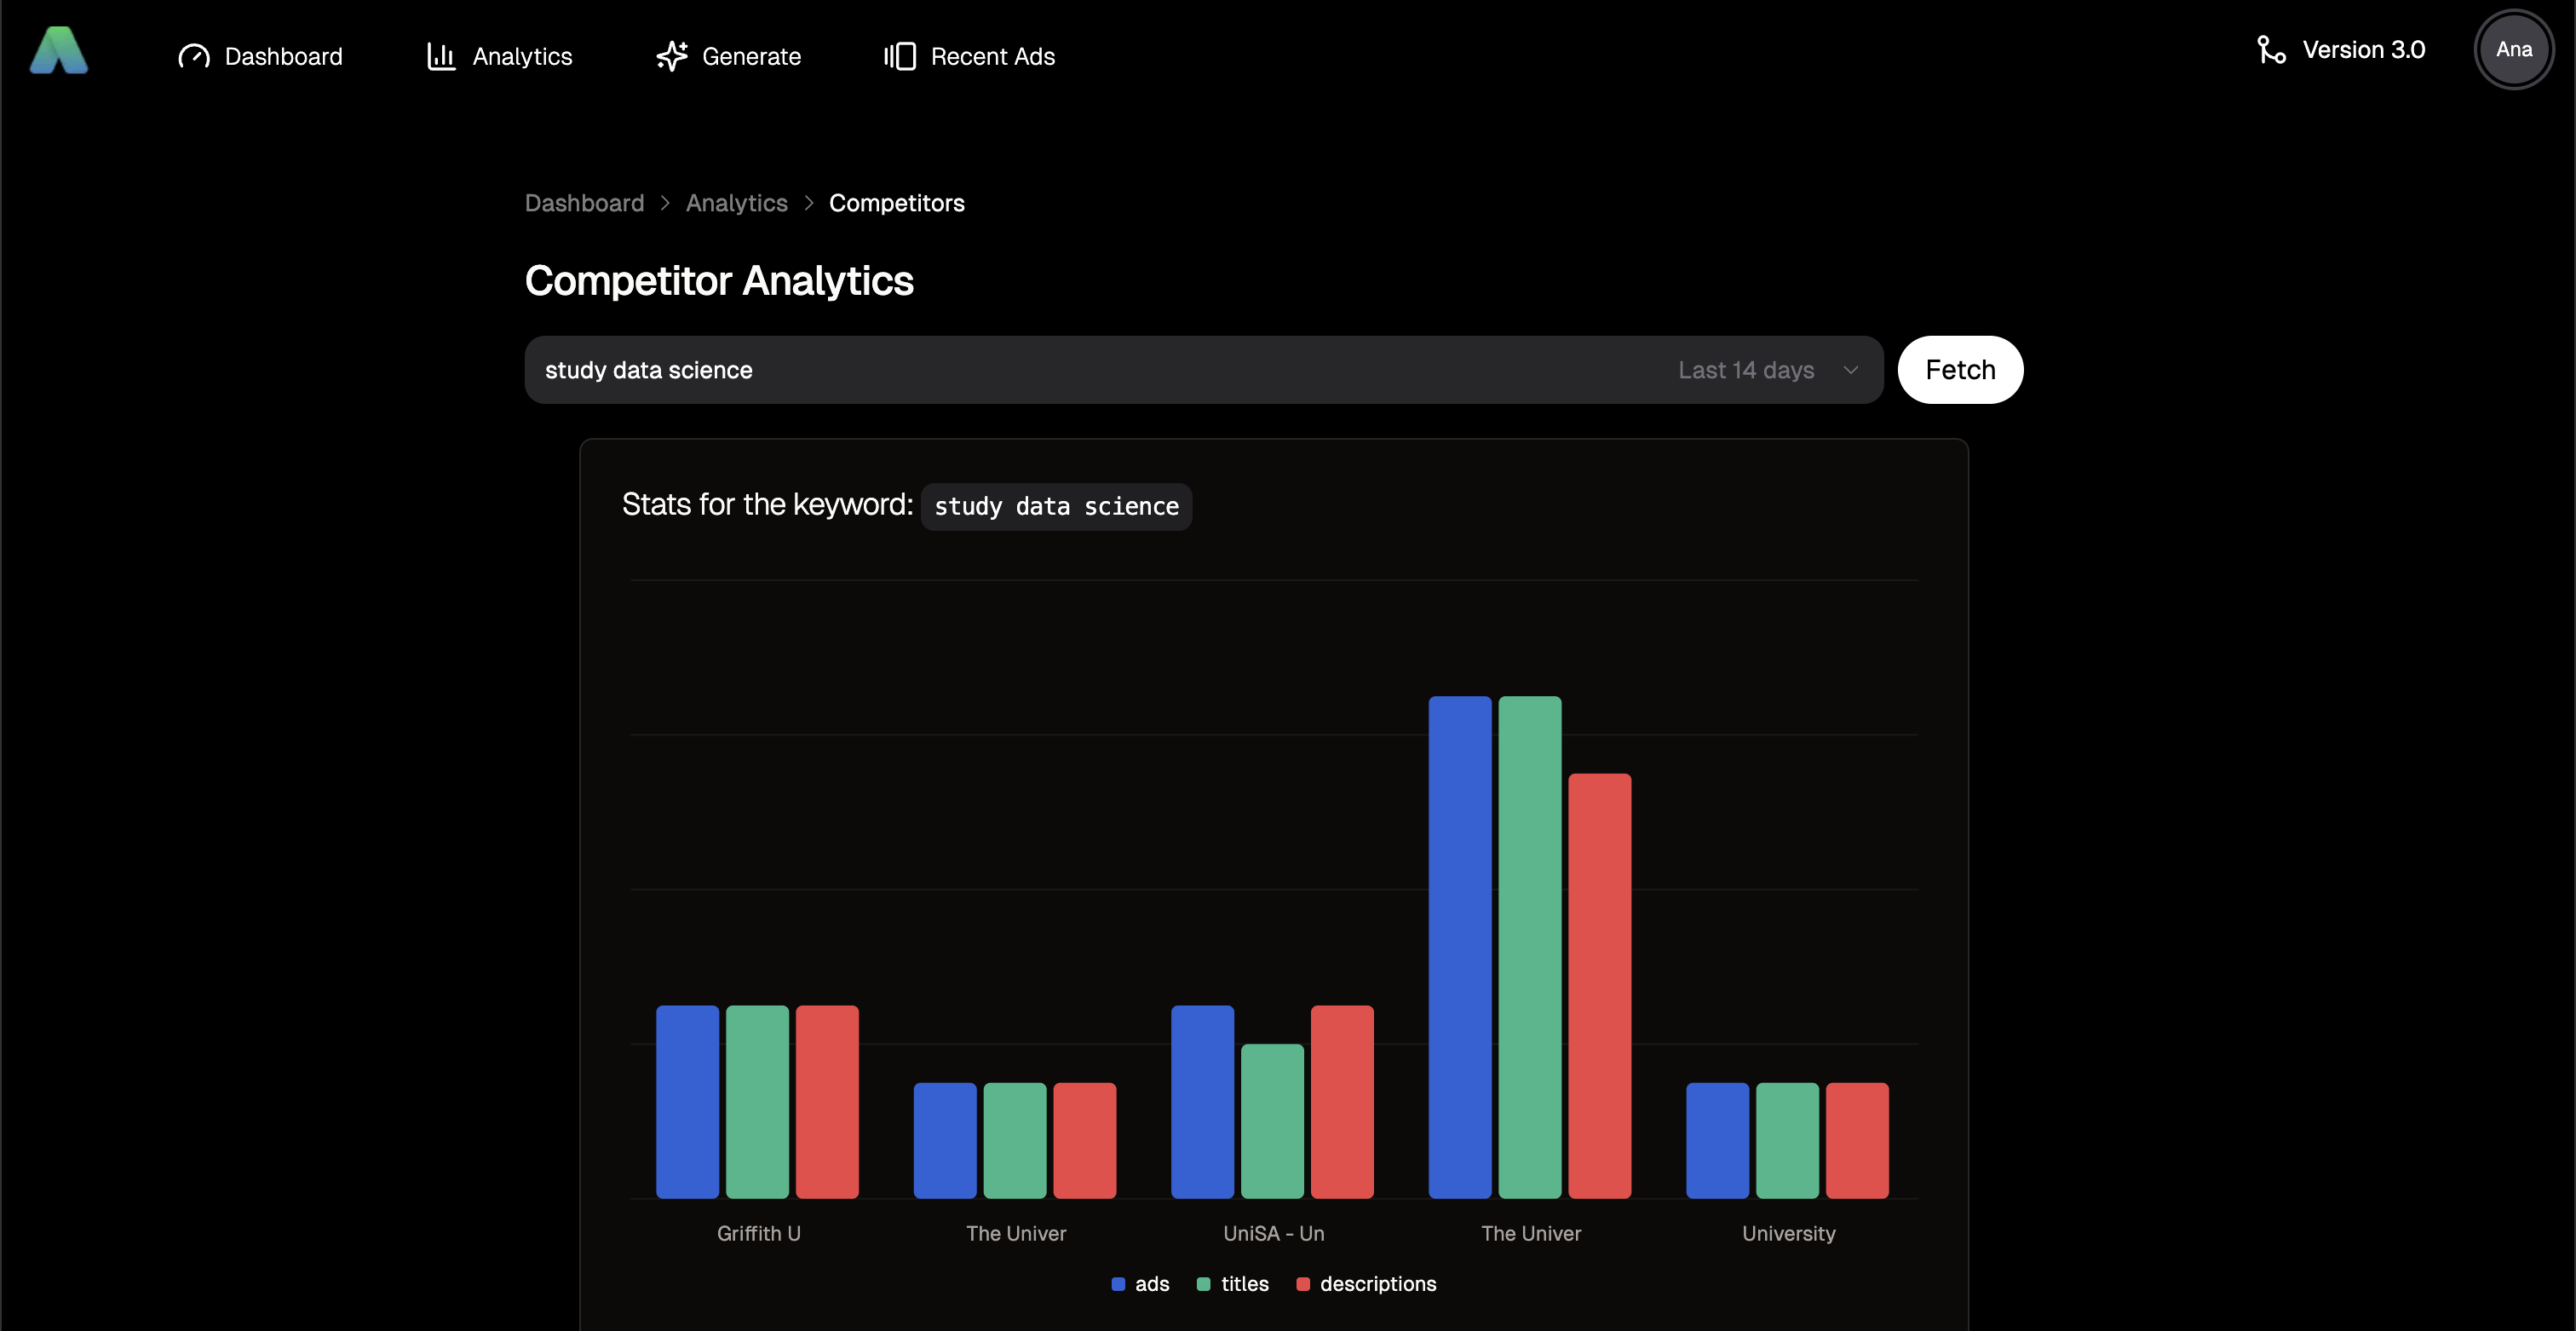 Dashboard
Analytics
Generate
Recent Ads
Version 3.0
Ana
Dashboard > Analytics > Competitors
Competitor Analytics
study data science
Last 14 days
Fetch
Stats for the keyword: study data science
Griffith U
The Univer
UniSA - Un
The Univer
University
ads
titles
descriptions